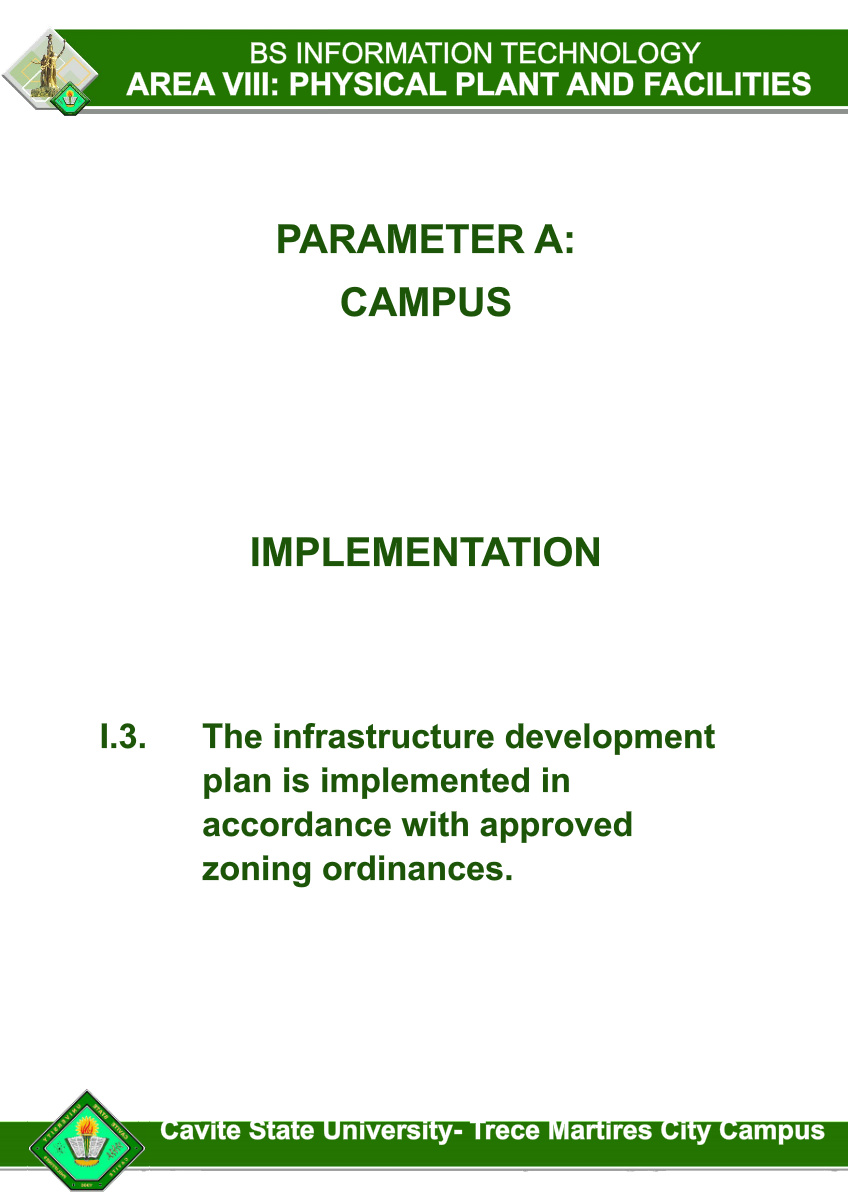 BS INFORMATION TECHNOLOGY
AREA VIII: PHYSICAL PLANT AND FACILITIES
PARAMETER A:
CAMPUS
IMPLEMENTATION
I.3. The infrastructure development
plan is implemented in
accordance with approved
zoning ordinances.
Cavite State University- Trece Martires City Campus